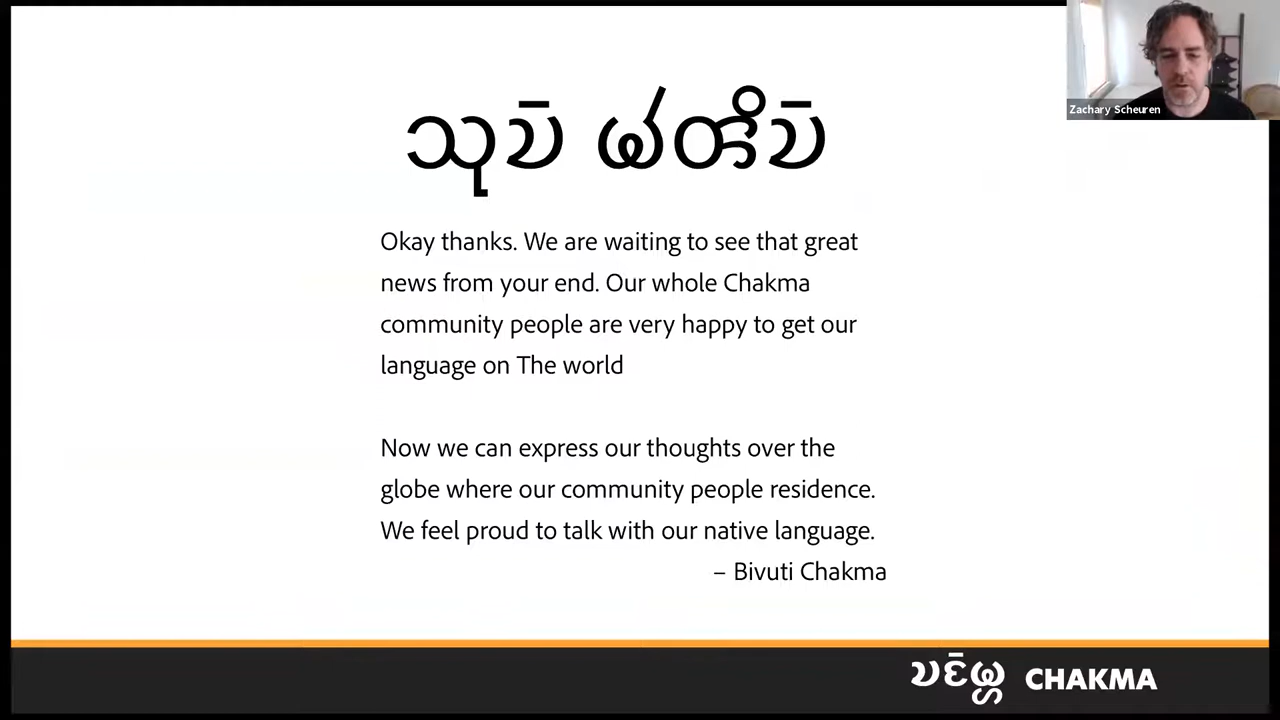 Zachary Scheuren
Okay thanks. We are waiting to see that great
news from your end. Our whole Chakma
community people are very happy to get our
language on The world
Now we can express our thoughts over the
globe where our community people residence.
We feel proud to talk with our native language.
– Bivuti Chakma
𑄌𑄋𑄴𑄟𑄳𑄦 CHAKMA